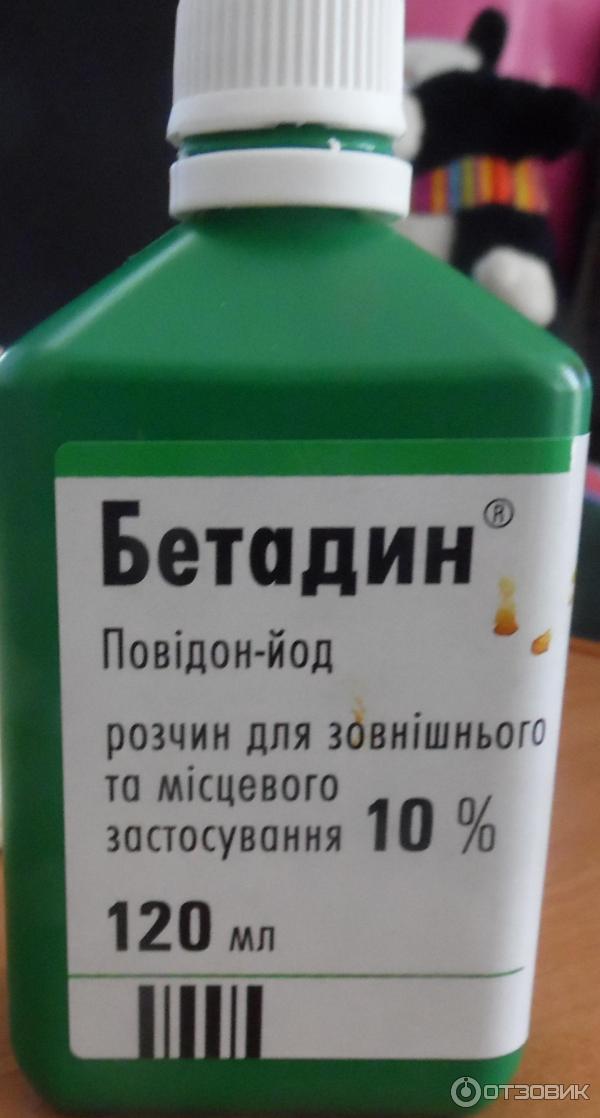 Бетадин®
Повідон-йод
розчин для зовнішнього
та місцевого
застосування 10 %
120 мл
ОТЗОВИК